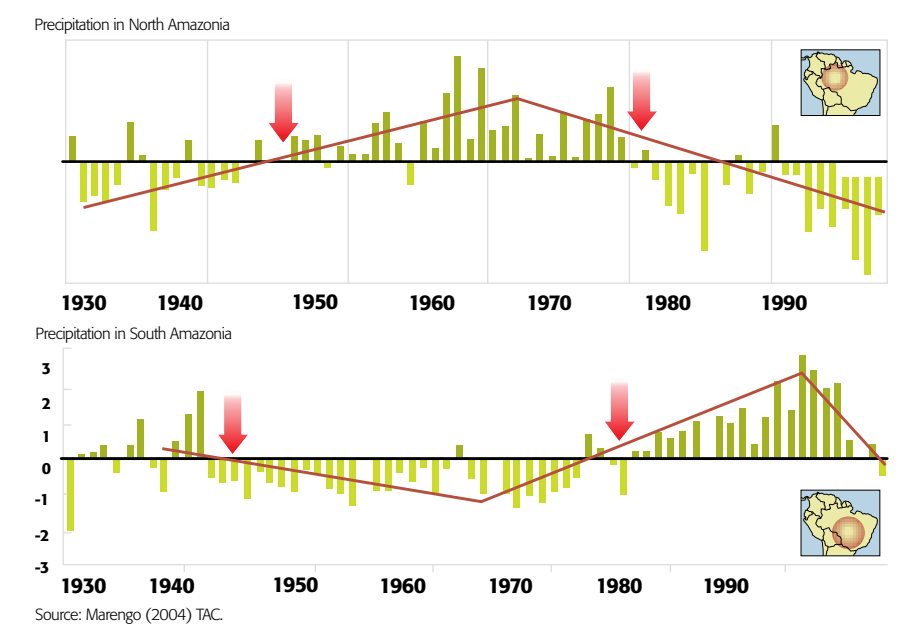 Precipitation in North Amazonia
1930 1940 1950 1960 1970 1980 1990
Precipitation in South Amazonia
3
2
1
0
-1
-2
-3
1930 1940 1950 1960 1970 1980 1990
Source: Marengo (2004) TAC.